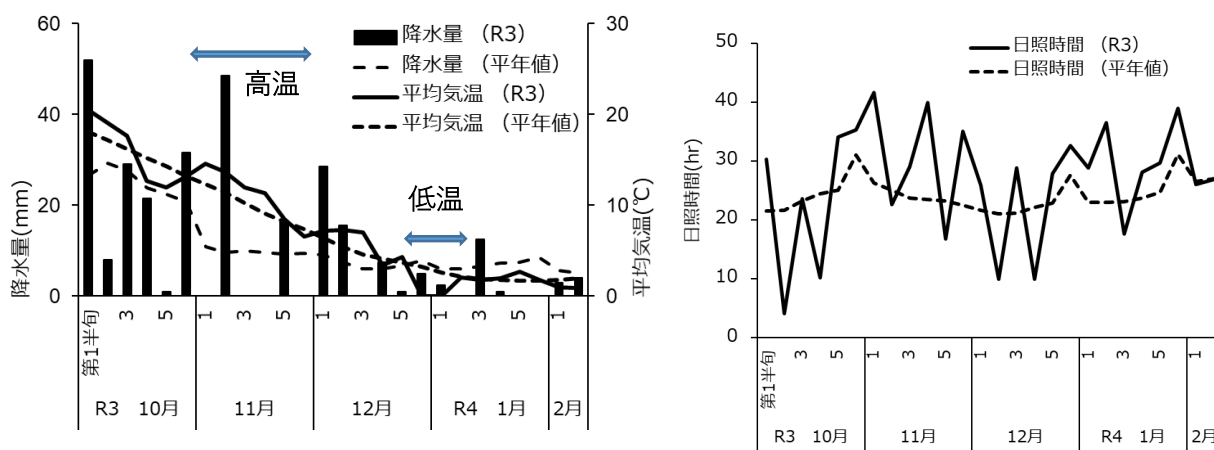 降水量 （R3）
降水量 （平年値）
平均気温 （R3）
平均気温 （平年値）
高温
低温
降水量(mm)
60
40
20
0
平均気温(℃)
30
20
10
0
第1半旬 3 5 1 3 5 1 3 5 1 3 5 1
R3 10月 11月 12月 R4 1月 2月
日照時間 （R3）
日照時間 （平年値）
日照時間(hr)
50
40
30
20
10
0
第1半旬 3 5 1 3 5 1 3 5 1 3 5 1
R3 10月 11月 12月 R4 1月 2月